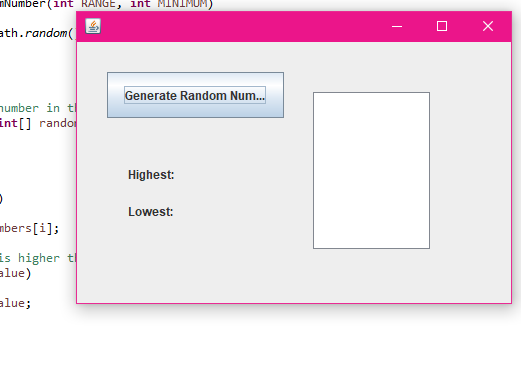 mNumber(int RANGE, int MINIMUM)
ath.random(
Generate Random Num...
number in th
int[] random
Highest:
)
Lowest:
mbers[i];
is higher th
alue)
alue;